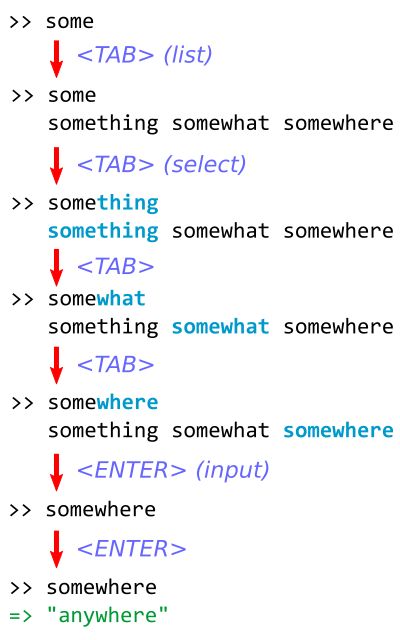 >> some
<TAB> (list)
>> some
something somewhat somewhere
<TAB> (select)
>> something
something somewhat somewhere
<TAB>
>> somewhat
something somewhat somewhere
<TAB>
>> somewhere
something somewhat somewhere
<ENTER> (input)
>> somewhere
<ENTER>
>> somewhere
=> "anywhere"